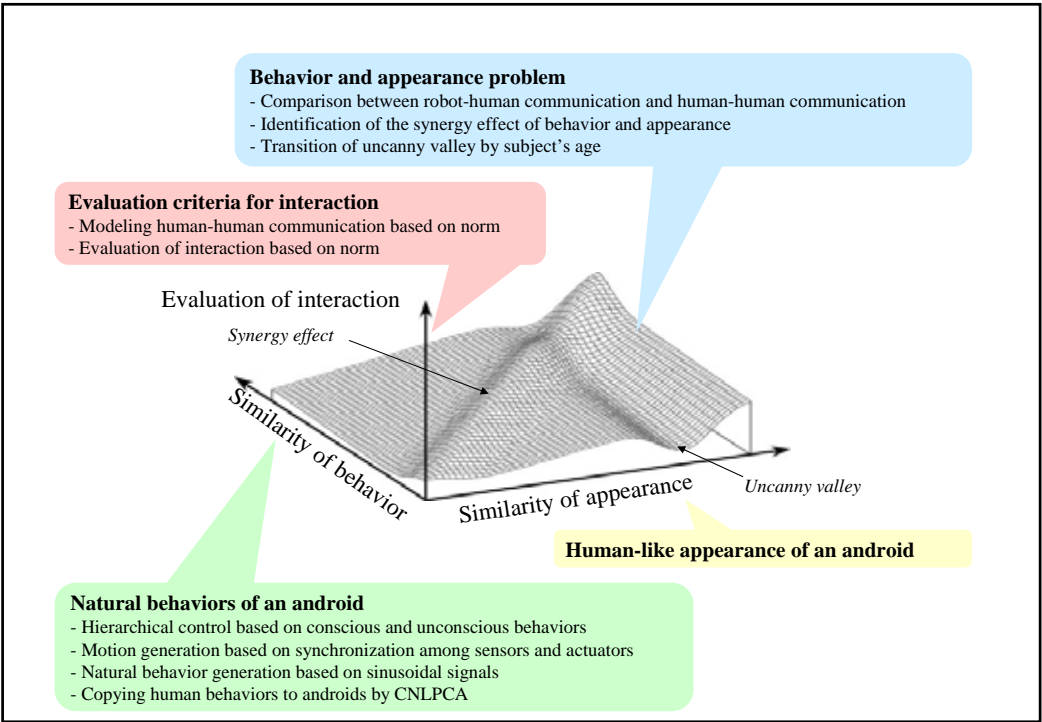 Behavior and appearance problem
- Comparison between robot-human communication and human-human communication
- Identification of the synergy effect of behavior and appearance
- Transition of uncanny valley by subject's age
Evaluation criteria for interaction
- Modeling human-human communication based on norm
- Evaluation of interaction based on norm
Evaluation of interaction
Synergy effect
Similarity of behavior
Similarity of appearance
Uncanny valley
Human-like appearance of an android
Natural behaviors of an android
- Hierarchical control based on conscious and unconscious behaviors
- Motion generation based on synchronization among sensors and actuators
- Natural behavior generation based on sinusoidal signals
- Copying human behaviors to androids by CNLPCA